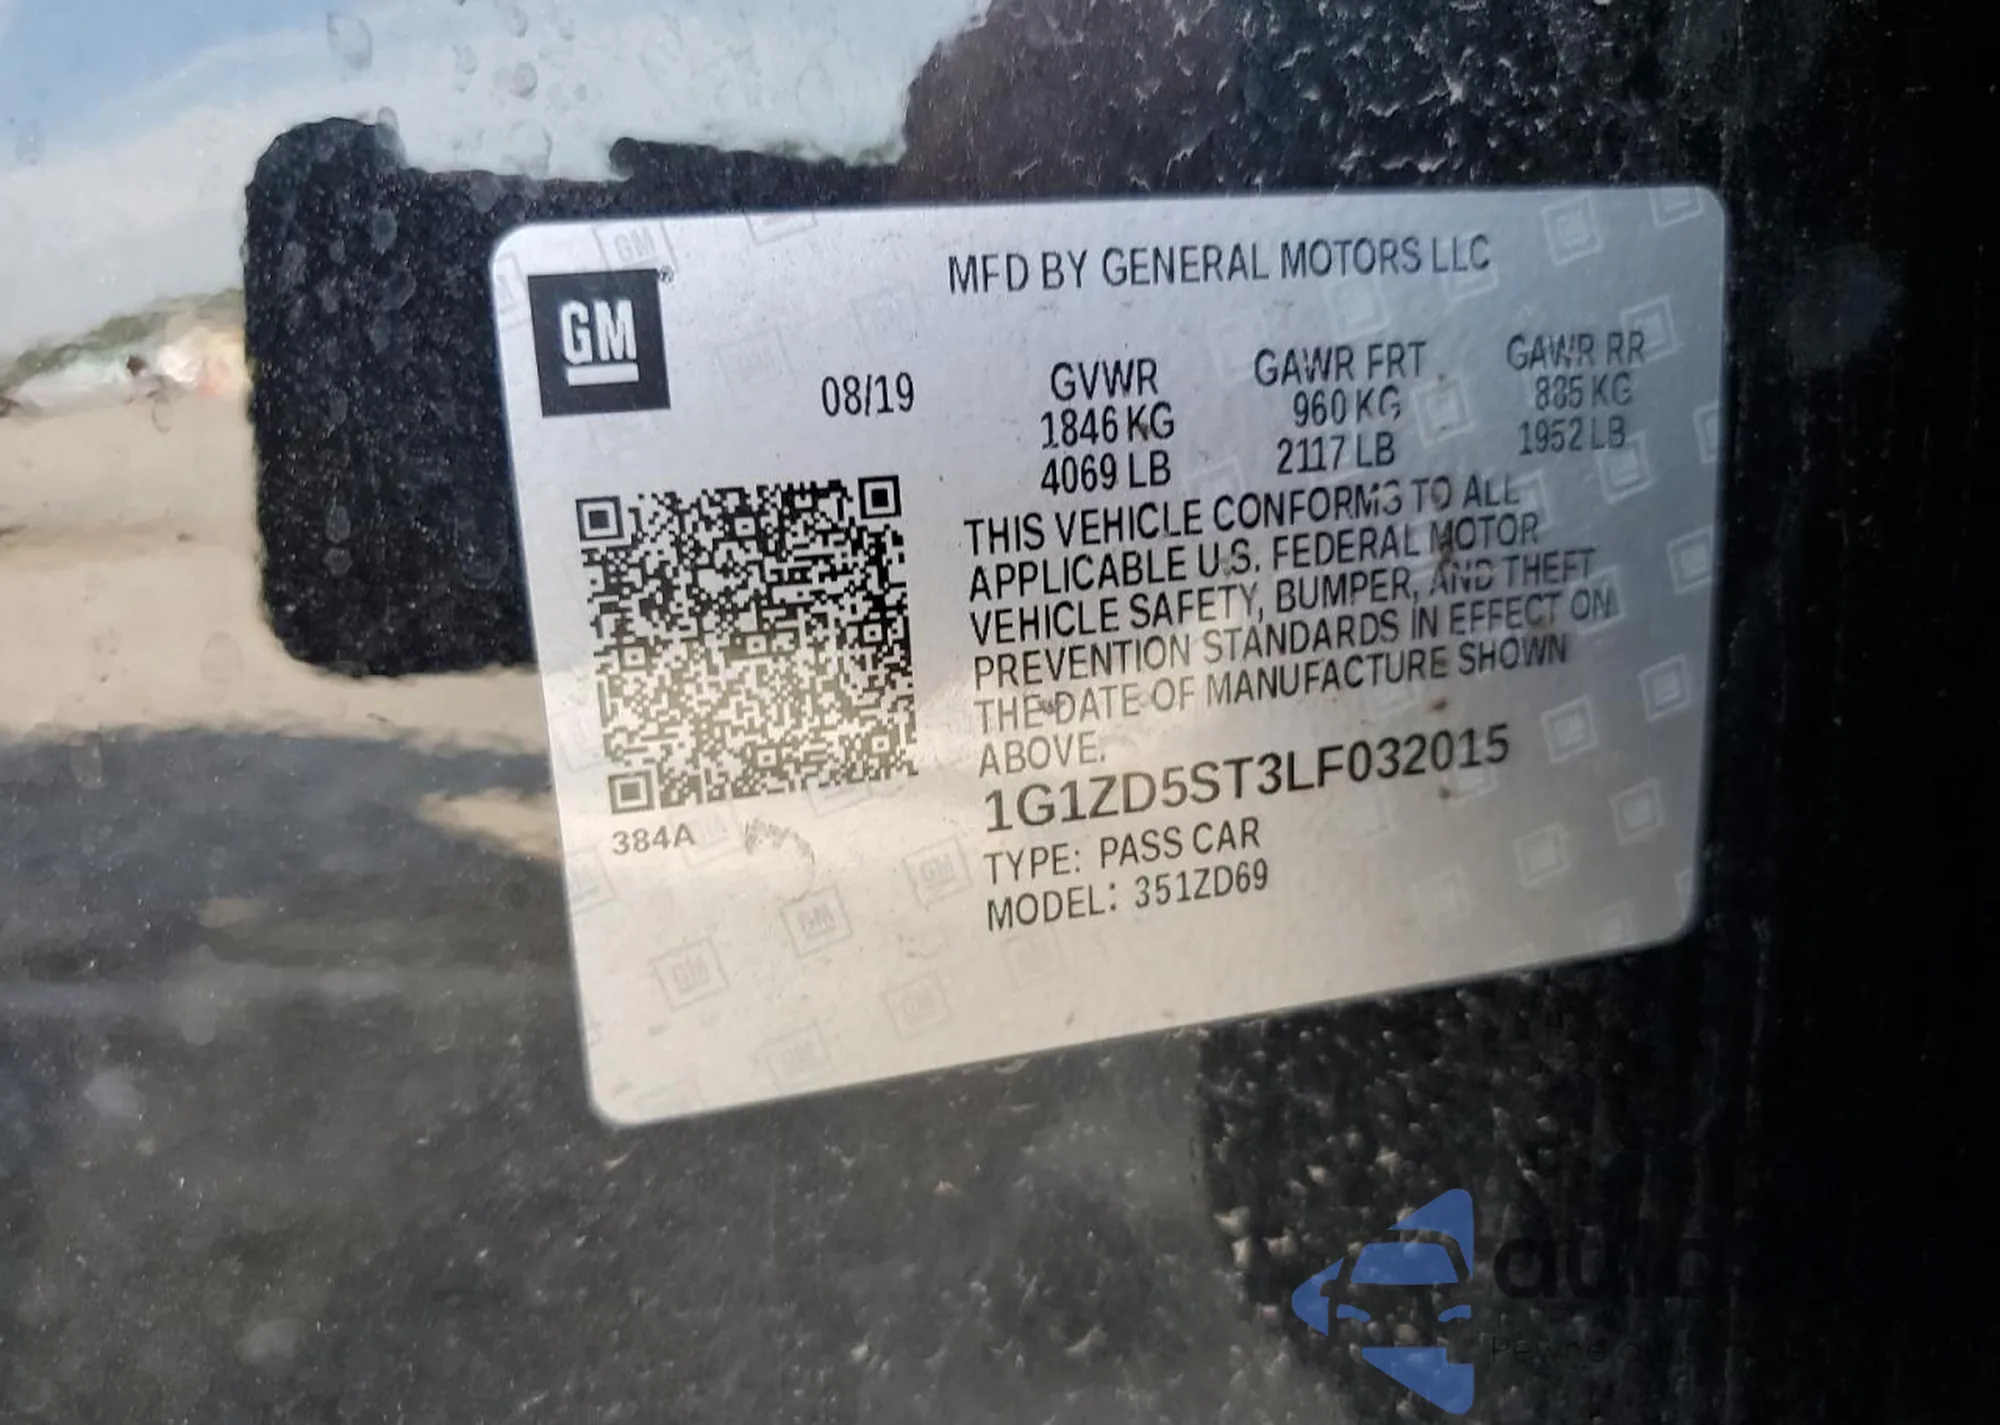 MFD BY GENERAL MOTORS LLC
GM®
08/19
GVWR GAWR FRT GAWR RR
1846 KG 960 KG 885 KG
4069 LB 2117 LB 1952 LB
THIS VEHICLE CONFORMS TO ALL
APPLICABLE U.S. FEDERAL MOTOR
VEHICLE SAFETY, BUMPER, AND THEFT
PREVENTION STANDARDS IN EFFECT ON
THE DATE OF MANUFACTURE SHOWN
ABOVE.
1G1ZD5ST3LF032015
TYPE: PASS CAR
MODEL: 351ZD69
384A